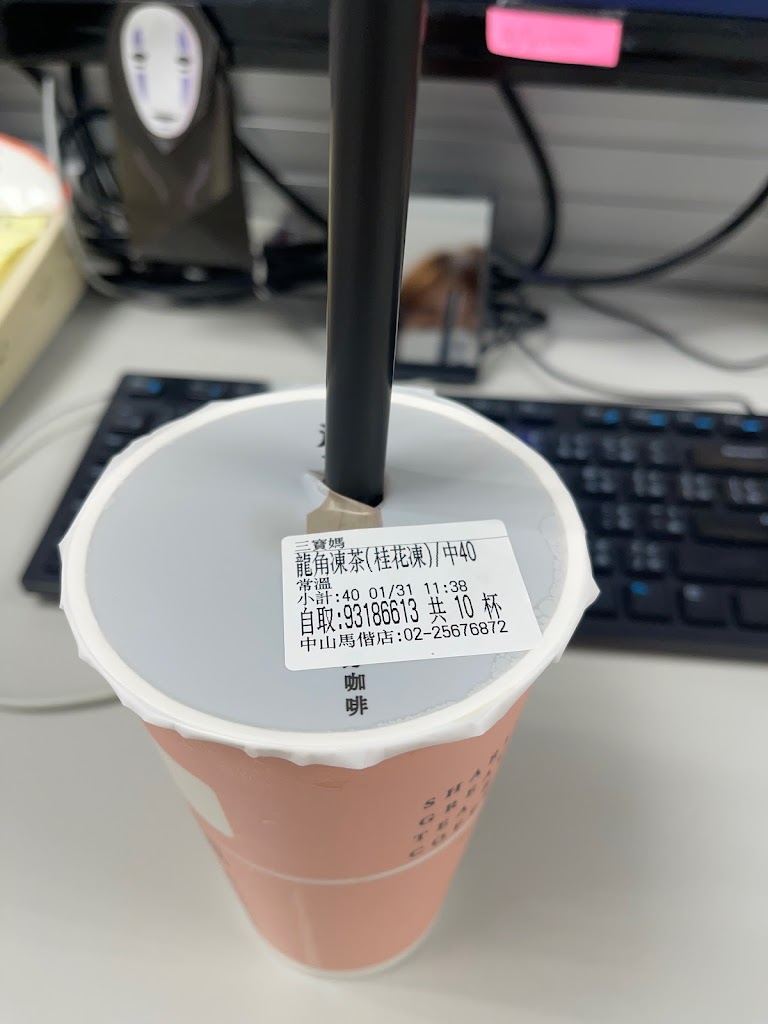 三寶媽
龍角凍茶(桂花凍)/中40
常溫
小計:40 01/31 11:38
自取:93186613 共 10 杯
中山馬偕店:02-25676872
咖
啡